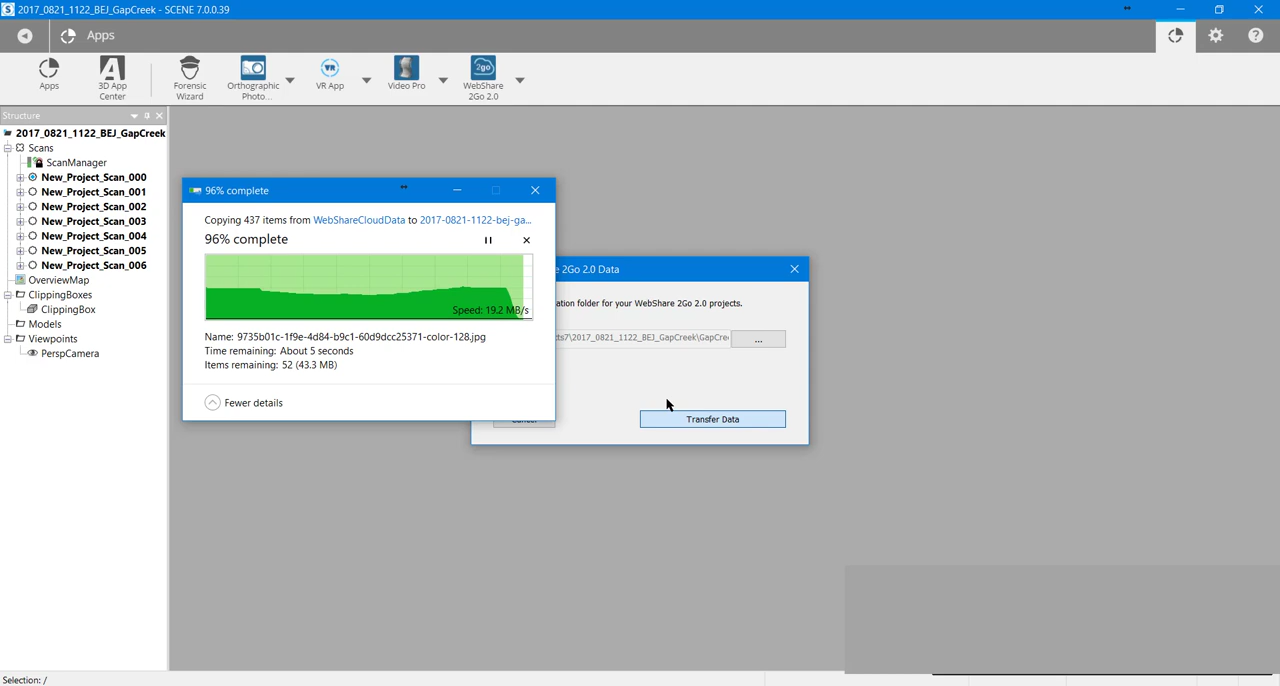 2017_0821_1122_BEJ_GapCreek - SCENE 7.0.0.39
Apps
Apps
3D App
Center
Forensic
Wizard
Orthographic
Photo...
VR
VR App
Video Pro
2go
WebShare
2Go 2.0
Structure
2017_0821_1122_BEJ_GapCreek
Scans
ScanManager
New_Project_Scan_000
New_Project_Scan_001
New_Project_Scan_002
New_Project_Scan_003
New_Project_Scan_004
New_Project_Scan_005
New_Project_Scan_006
OverviewMap
ClippingBoxes
ClippingBox
Models
Viewpoints
PerspCamera
96% complete
Copying 437 items from WebShareCloudData to 2017-0821-1122-bej-ga...
96% complete
Speed: 19.2 MB/s
Name: 9735b01c-1f9e-4d84-b9c1-60d9dcc25371-color-128.jpg
Time remaining: About 5 seconds
Items remaining: 52 (43.3 MB)
Fewer details
2Go 2.0 Data
folder for your WebShare 2Go 2.0 projects.
\2017_0821_1122_BEJ_GapCreek\GapCre
...
Transfer Data
Selection: /